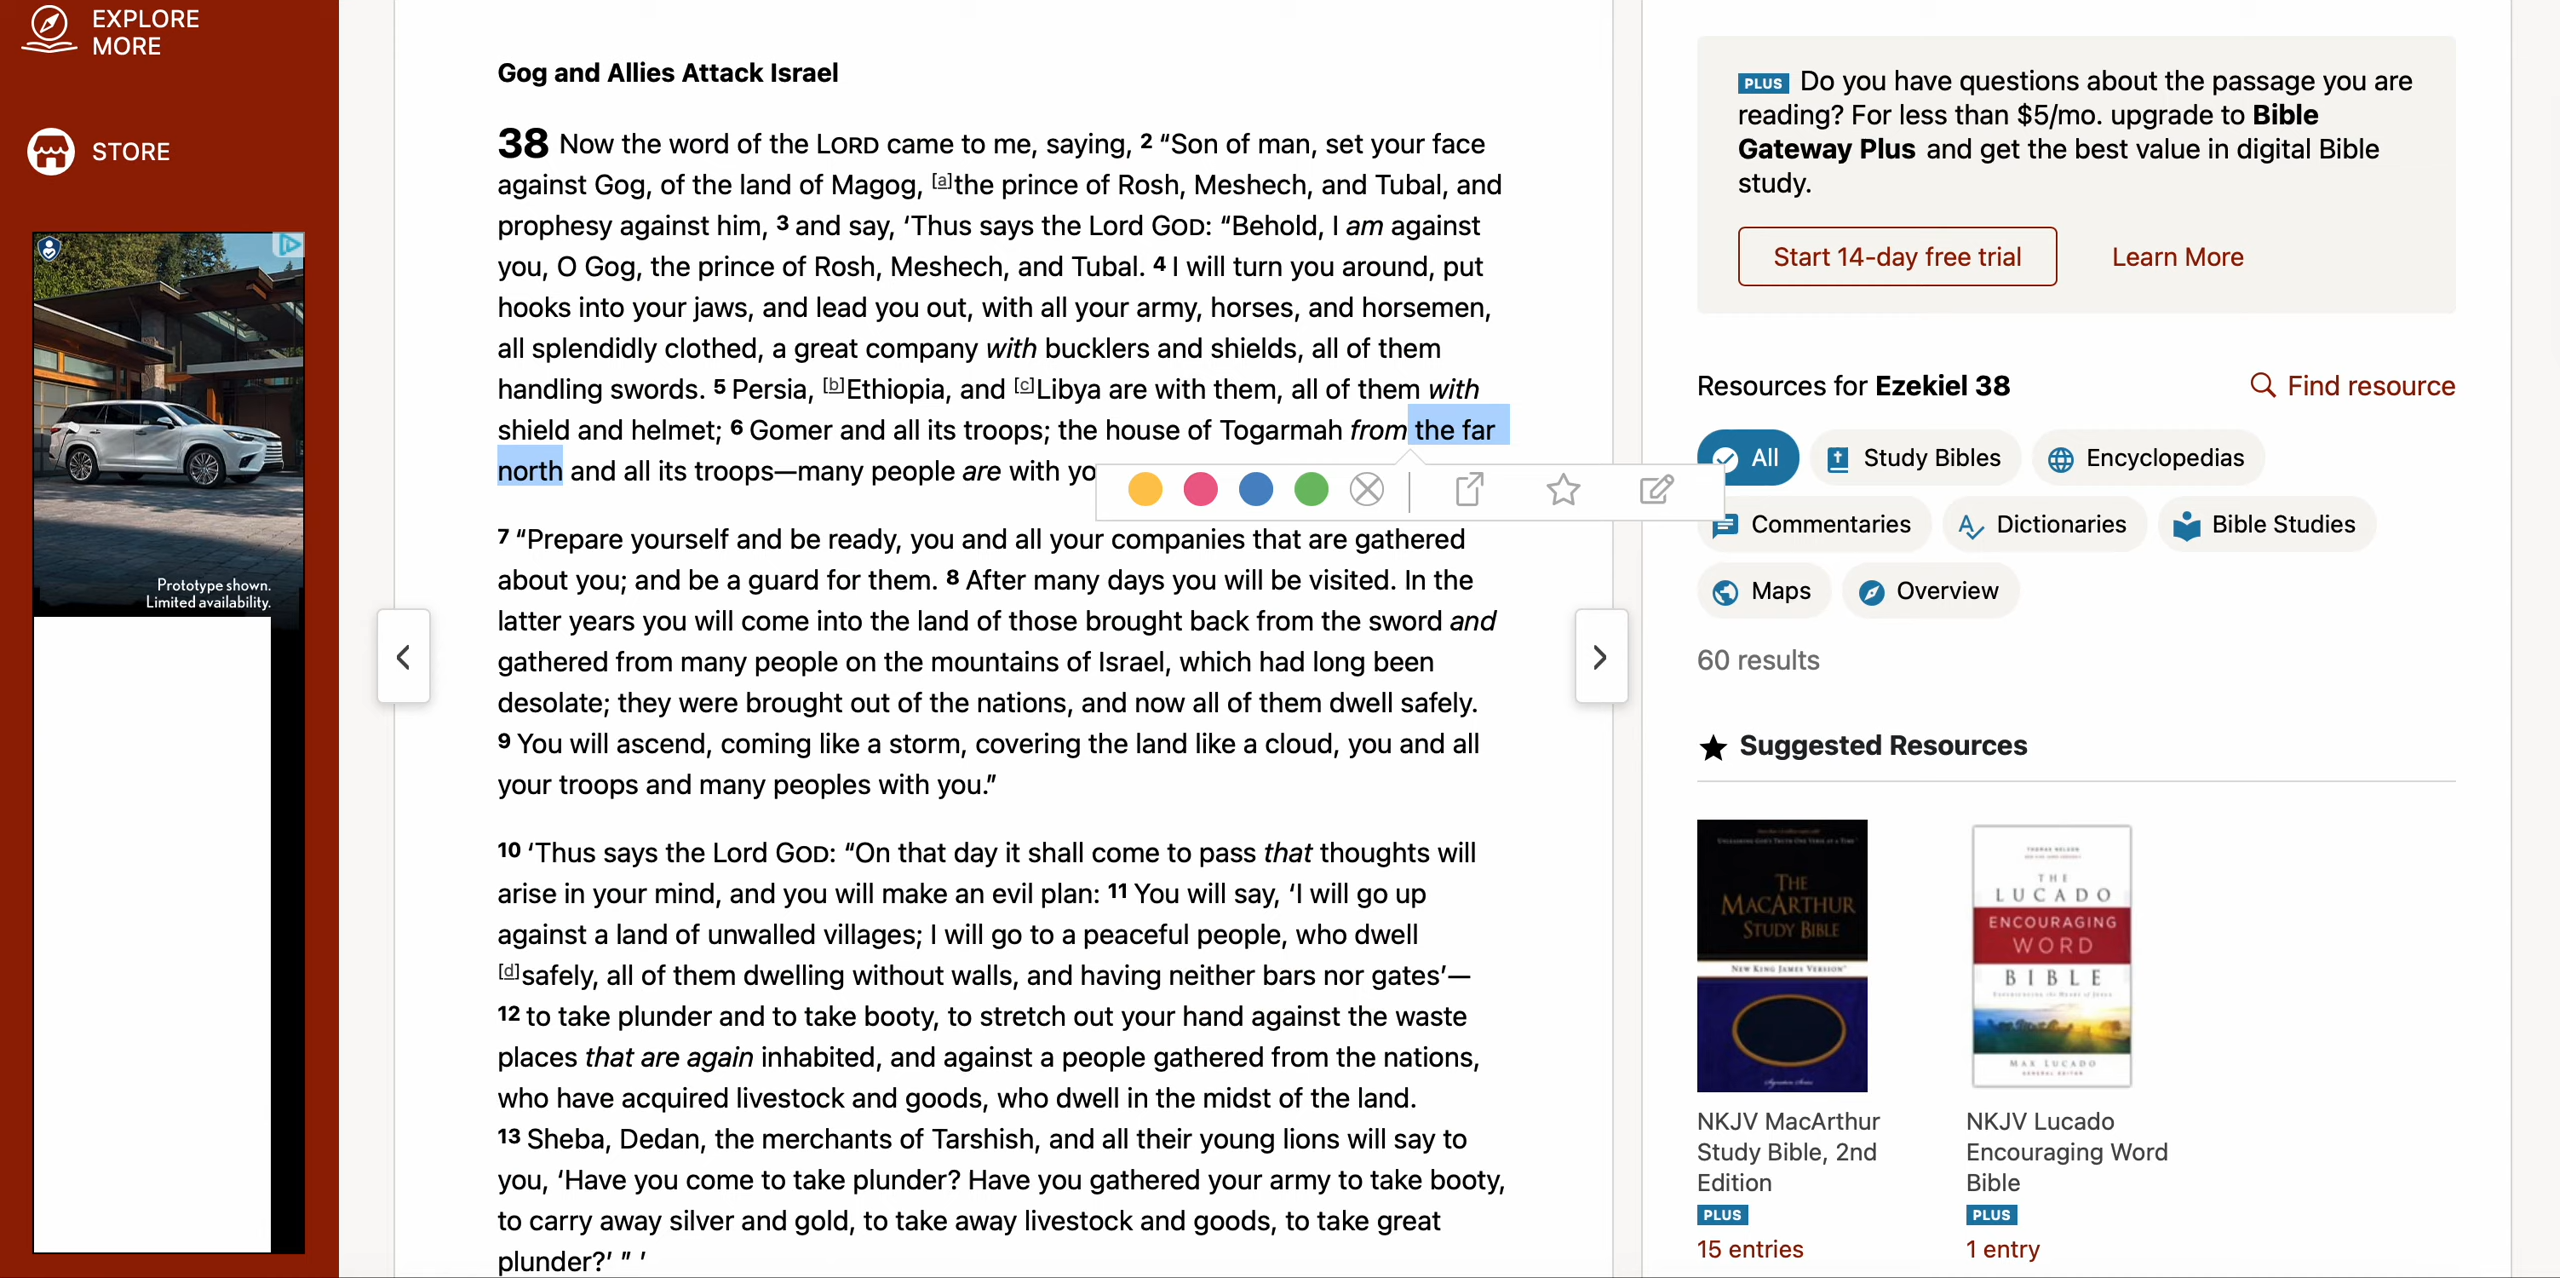 EXPLORE
MORE
STORE
Prototype shown.
Limited availability.
Gog and Allies Attack Israel
38 Now the word of the LORD came to me, saying, 2 “Son of man, set your face
against Gog, of the land of Magog, [a]the prince of Rosh, Meshech, and Tubal, and
prophesy against him, 3 and say, ‘Thus says the Lord GOD: “Behold, I am against
you, O Gog, the prince of Rosh, Meshech, and Tubal. 4 I will turn you around, put
hooks into your jaws, and lead you out, with all your army, horses, and horsemen,
all splendidly clothed, a great company with bucklers and shields, all of them
handling swords. 5 Persia, [b]Ethiopia, and [c]Libya are with them, all of them with
shield and helmet; 6 Gomer and all its troops; the house of Togarmah from the far
north and all its troops—many people are with yo
7 “Prepare yourself and be ready, you and all your companies that are gathered
about you; and be a guard for them. 8 After many days you will be visited. In the
latter years you will come into the land of those brought back from the sword and
gathered from many people on the mountains of Israel, which had long been
desolate; they were brought out of the nations, and now all of them dwell safely.
9 You will ascend, coming like a storm, covering the land like a cloud, you and all
your troops and many peoples with you.”
10 ‘Thus says the Lord GOD: “On that day it shall come to pass that thoughts will
arise in your mind, and you will make an evil plan: 11 You will say, ‘I will go up
against a land of unwalled villages; I will go to a peaceful people, who dwell
[d]safely, all of them dwelling without walls, and having neither bars nor gates’—
12 to take plunder and to take booty, to stretch out your hand against the waste
places that are again inhabited, and against a people gathered from the nations,
who have acquired livestock and goods, who dwell in the midst of the land.
13 Sheba, Dedan, the merchants of Tarshish, and all their young lions will say to
you, ‘Have you come to take plunder? Have you gathered your army to take booty,
to carry away silver and gold, to take away livestock and goods, to take great
plunder?’ ” ’
PLUS Do you have questions about the passage you are
reading? For less than $5/mo. upgrade to Bible
Gateway Plus and get the best value in digital Bible
study.
Start 14-day free trial Learn More
Resources for Ezekiel 38 Find resource
All Study Bibles Encyclopedias
Commentaries Dictionaries Bible Studies
Maps Overview
60 results
Suggested Resources
THE
MACARTHUR
STUDY BIBLE
NEW KING JAMES VERSION
THE
LUCADO
ENCOURAGING
WORD
BIBLE
MAX LUCADO
NKJV MacArthur
Study Bible, 2nd
Edition
PLUS
15 entries
NKJV Lucado
Encouraging Word
Bible
PLUS
1 entry